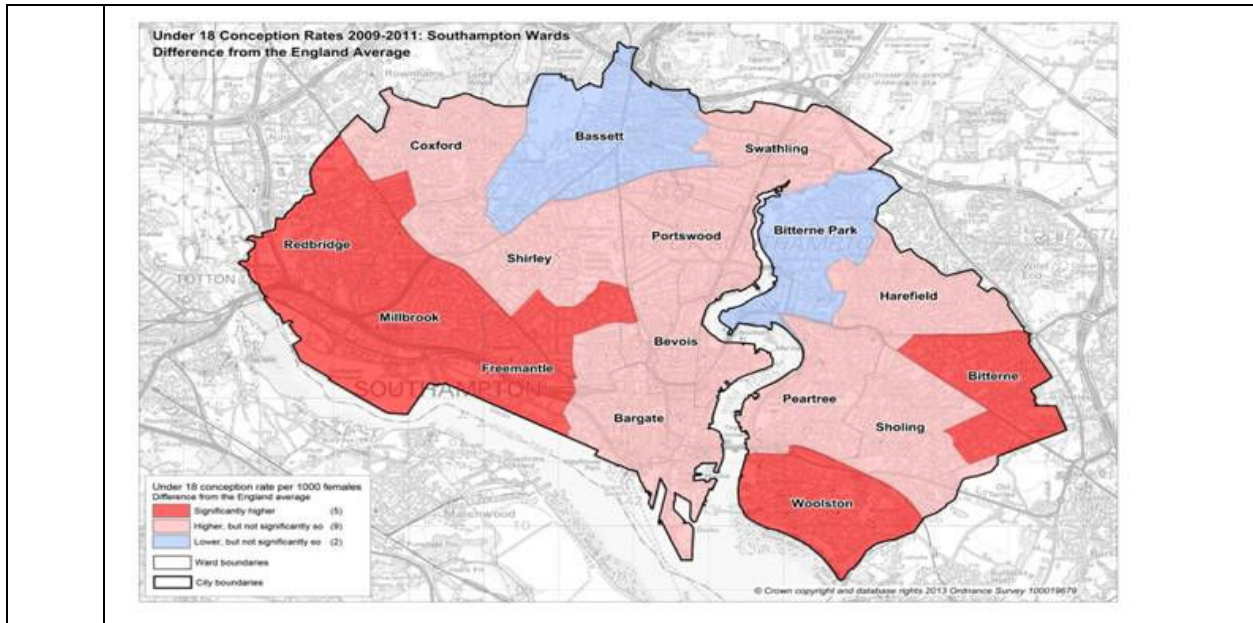 Under 18 Conception Rates 2009-2011: Southampton Wards
Difference from the England Average
Rownhams
Coxford
Bassett
Swathling
Redbridge
Portswood
Bitterne Park
TOTTON
Shirley
Harefield
Millbrook
Bevois
Freemantle
Bitterne
SOUTHAMPTON
Peartree
Bargate
Sholing
Woolston
Marchwood
Under 18 conception rate per 1000 females
Difference from the England average
Significantly higher (5)
Higher, but not significantly so (9)
Lower, but not significantly so (2)
Ward boundaries
City boundaries
© Crown copyright and database rights 2013 Ordnance Survey 100019679